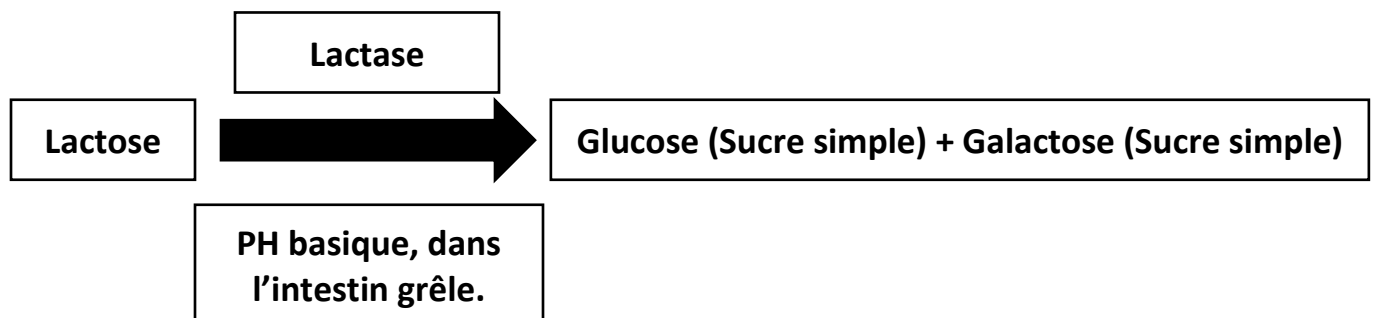 Lactase
Lactose
Glucose (Sucre simple) + Galactose (Sucre simple)
PH basique, dans
l’intestin grêle.